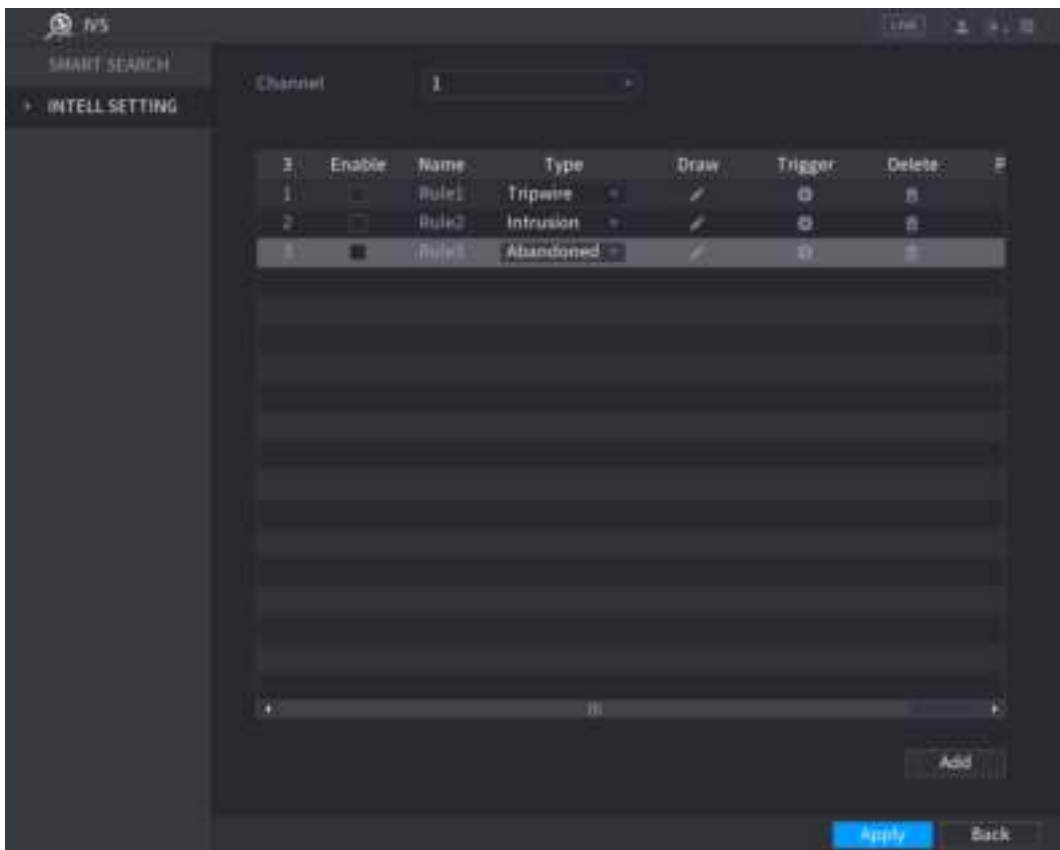 IVS
LIVE
SMART SEARCH
INTELL SETTING
Channel 1
3 Enable Name Type Draw Trigger Delete P
1 Rule1 Tripwire
2 Rule2 Intrusion
3 Rule3 Abandoned
Add
Apply Back